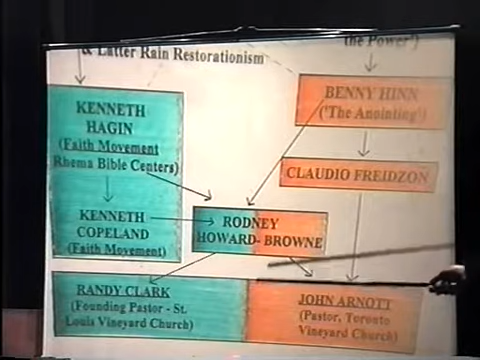 & Latter Rain Restorationism
the Power')
KENNETH
HAGIN
(Faith Movement
Rhema Bible Centers)
BENNY HINN
('The Anointing')
CLAUDIO FREIDZON
KENNETH
COPELAND
(Faith Movement)
RODNEY
HOWARD-BROWNE
RANDY CLARK
(Founding Pastor - St.
Louis Vineyard Church)
JOHN ARNOTT
(Pastor, Toronto
Vineyard Church)